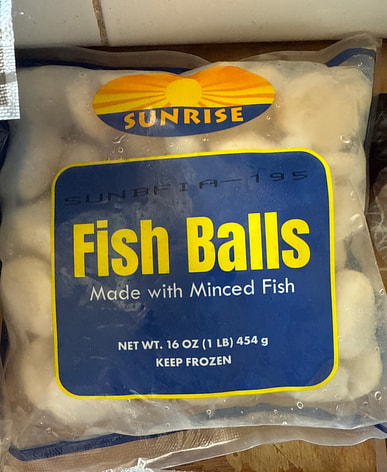 SUNRISE
SUNBFIA-195
Fish Balls
Made with Minced Fish
NET WT. 16 OZ (1 LB) 454 g
KEEP FROZEN